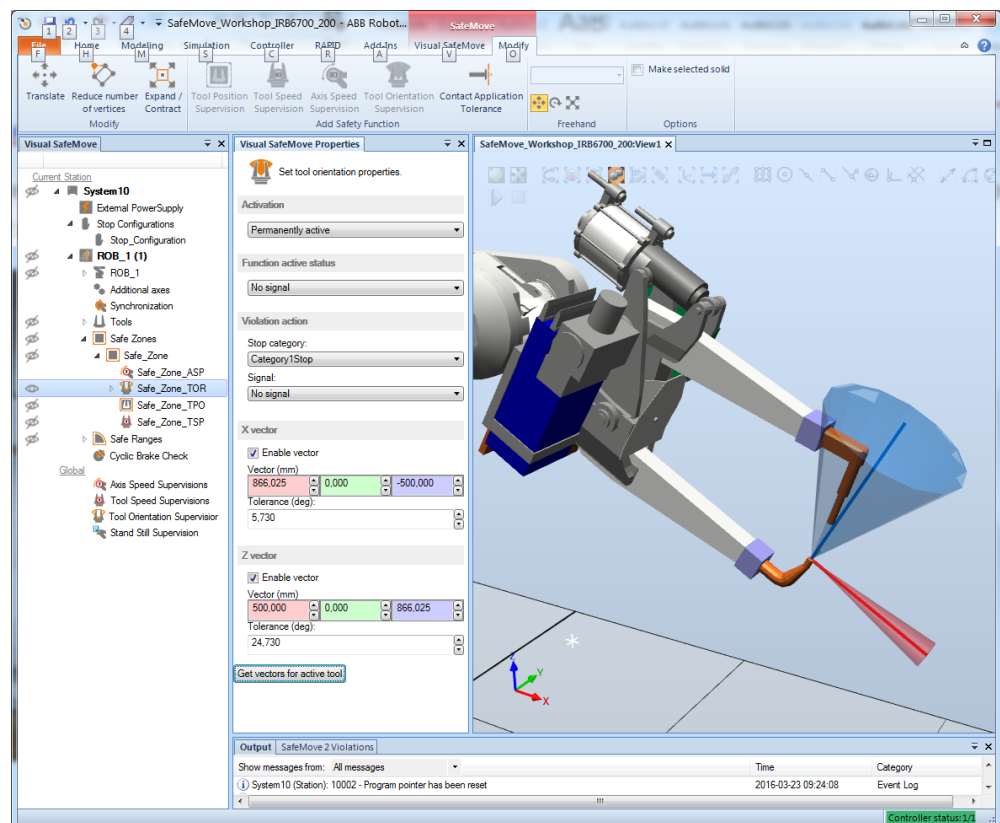 SafeMove_Workshop_IRB6700_200 - ABB Robot...
SafeMove
1 2 3 4
File Home Modeling Simulation Controller RAPID Add-Ins Visual SafeMove Modify
F H M S C R A V O
Translate
Reduce number of vertices
Expand / Contract
Tool Position Supervision
Tool Speed Supervision
Axis Speed Supervision
Tool Orientation Supervision
Contact Application Tolerance
Make selected solid
Modify
Add Safety Function
Freehand
Options
Visual SafeMove
Current Station
System10
External PowerSupply
Stop Configurations
Stop_Configuration
ROB_1 (1)
ROB_1
Additional axes
Synchronization
Tools
Safe Zones
Safe_Zone
Safe_Zone_ASP
Safe_Zone_TOR
Safe_Zone_TPO
Safe_Zone_TSP
Safe Ranges
Cyclic Brake Check
Global
Axis Speed Supervisions
Tool Speed Supervisions
Tool Orientation Supervision
Stand Still Supervision
Visual SafeMove Properties
Set tool orientation properties.
Activation
Permanently active
Function active status
No signal
Violation action
Stop category:
Category1Stop
Signal:
No signal
X vector
Enable vector
Vector (mm)
866,025 0,000 -500,000
Tolerance (deg):
5,730
Z vector
Enable vector
Vector (mm)
500,000 0,000 866,025
Tolerance (deg):
24,730
Get vectors for active tool
SafeMove_Workshop_IRB6700_200:View1
Z
Y
X
Output SafeMove 2 Violations
Show messages from: All messages Time Category
System10 (Station): 10002 - Program pointer has been reset 2016-03-23 09:24:08 Event Log
Controller status: 1/1